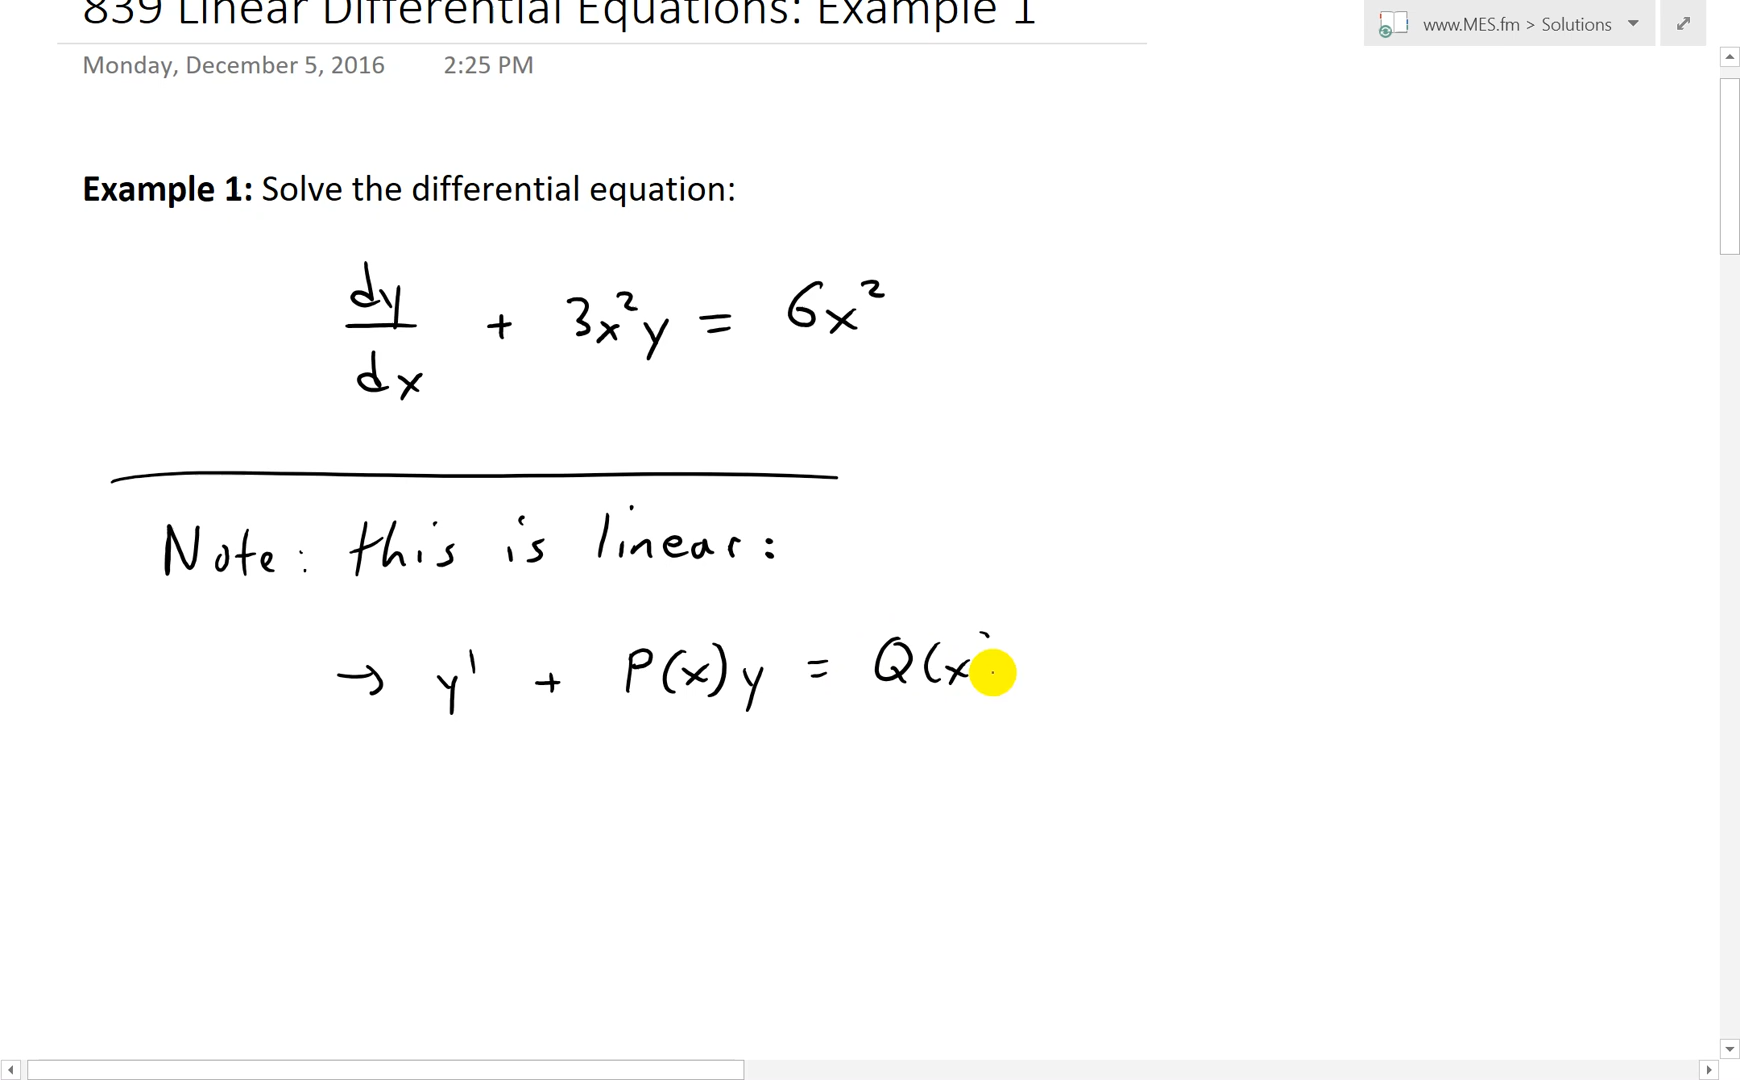 839 Linear Differential Equations: Example 1
www.MES.fm > Solutions
Monday, December 5, 2016 2:25 PM
Example 1: Solve the differential equation:
dy/dx + 3x²y = 6x²
Note: this is linear:
→ y' + P(x)y = Q(x)